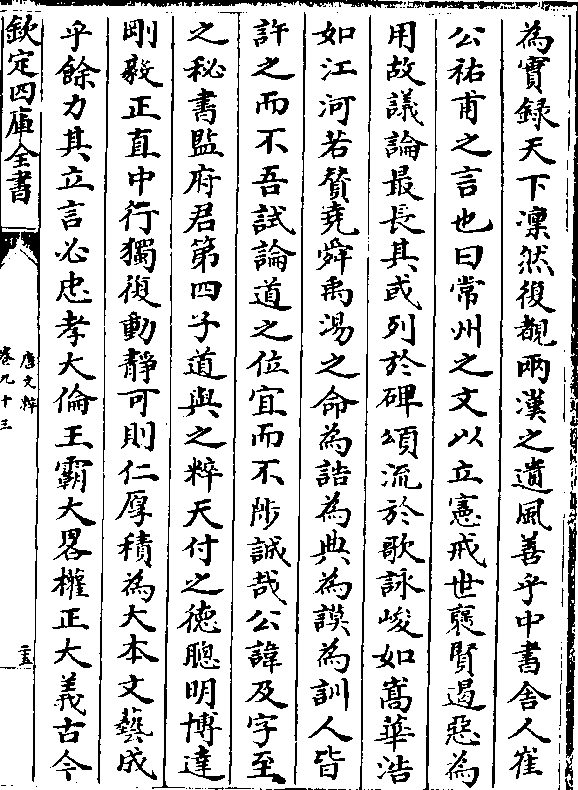 為實録天下凜然復覩兩漢之遺風善乎中書舍人崔
公祐甫之言也曰常州之文以立憲戒世褒賢遏惡為
用故議論最長其或列於碑頌流於歌詠峻如嵩華浩
如江河若贊堯舜禹湯之命為誥為典為謨為訓人皆
許之而不吾試論道之位宜而不陟誠哉公諱及字至
之秘書監府君第四子道與之粹天付之徳聰明博達
剛毅正直中行獨復動靜可則仁厚積為大本文藝成
乎餘力其立言必忠孝大倫王霸大畧權正大義古今
欽定四庫全書
唐文粹
卷九十三